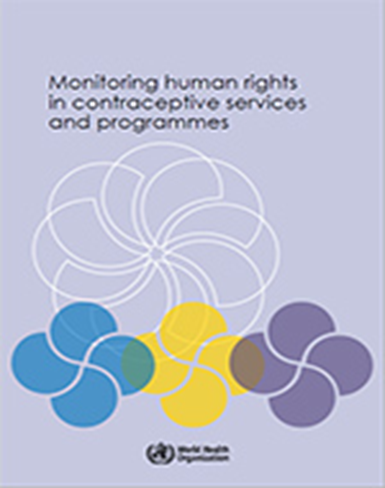 Monitoring human rights
in contraceptive services
and programmes
World Health
Organization